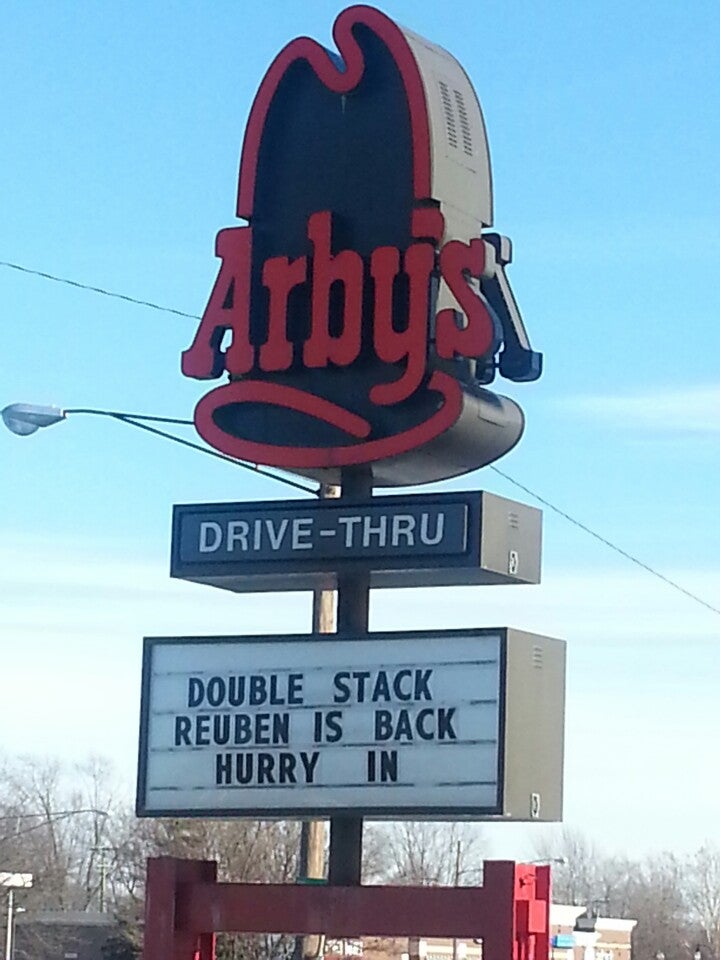 Arby's
DRIVE-THRU
DOUBLE STACK
REUBEN IS BACK
HURRY IN